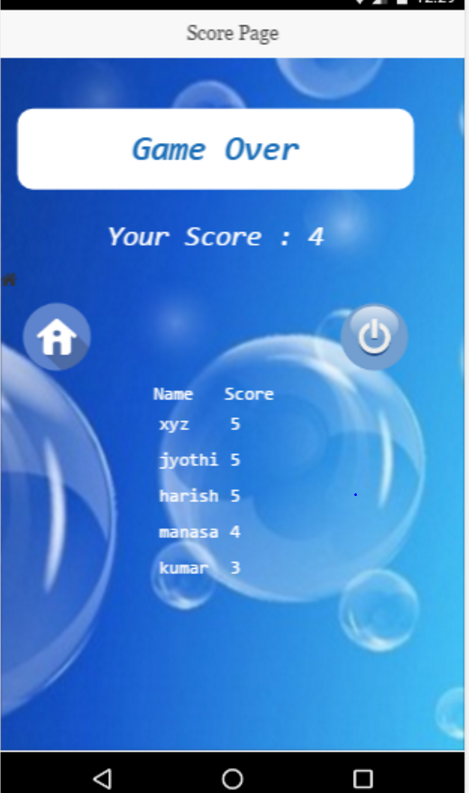 Score Page
Game Over
Your Score : 4
Name Score
xyz 5
jyothi 5
harish 5
manasa 4
kumar 3